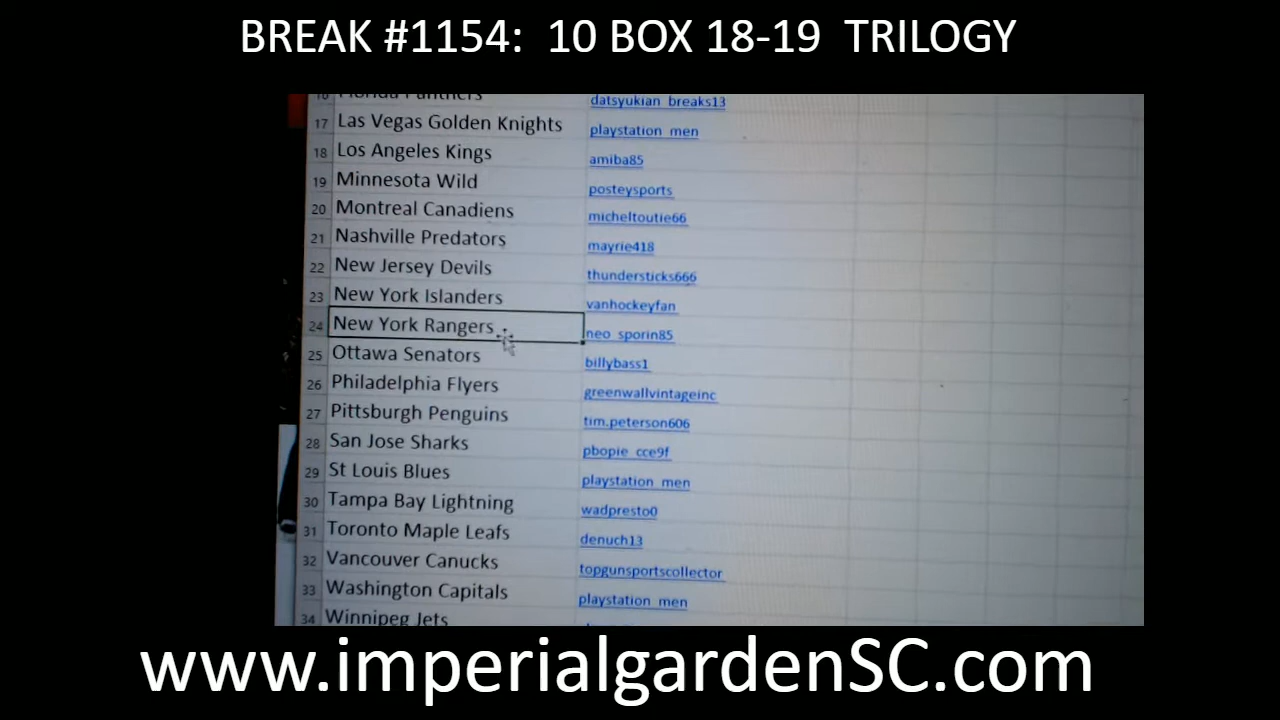 BREAK #1154: 10 BOX 18-19 TRILOGY
16 Florida Panthers datsyukian_breaks13
17 Las Vegas Golden Knights playstation_men
18 Los Angeles Kings amiba85
19 Minnesota Wild posteysports
20 Montreal Canadiens micheltoutie66
21 Nashville Predators mayrie418
22 New Jersey Devils thundersticks666
23 New York Islanders vanhockeyfan
24 New York Rangers neo_sporin85
25 Ottawa Senators billybass1
26 Philadelphia Flyers greenwallvintageinc
27 Pittsburgh Penguins tim.peterson606
28 San Jose Sharks pbopie_cce9f
29 St Louis Blues playstation_men
30 Tampa Bay Lightning wadpresto0
31 Toronto Maple Leafs denuch13
32 Vancouver Canucks topgunsportscollector
33 Washington Capitals playstation_men
34 Winnipeg Jets
www.imperialgardenSC.com